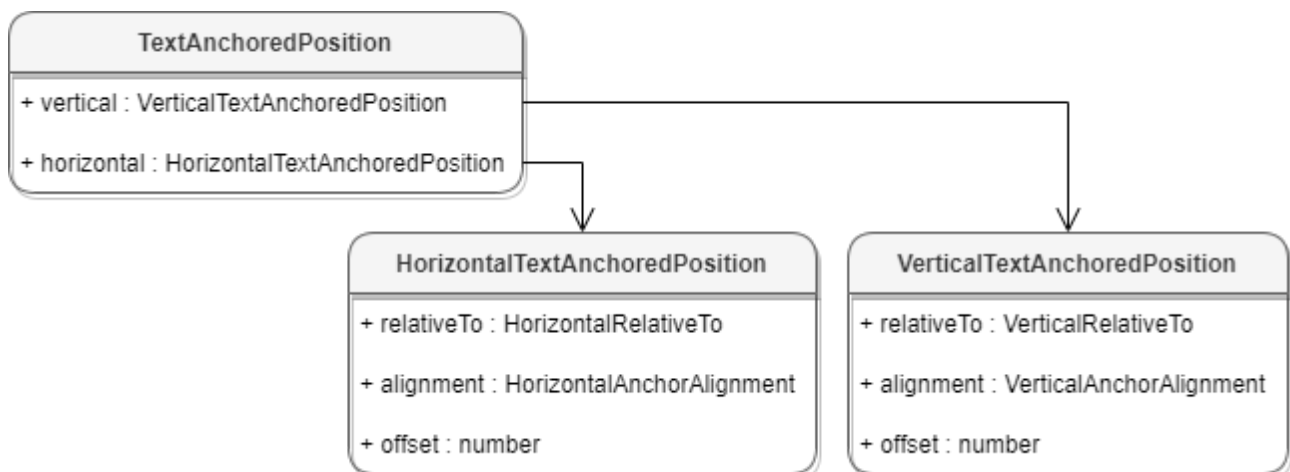 TextAnchoredPosition
+ vertical : VerticalTextAnchoredPosition
+ horizontal : HorizontalTextAnchoredPosition
HorizontalTextAnchoredPosition
+ relativeTo : HorizontalRelativeTo
+ alignment : HorizontalAnchorAlignment
+ offset : number
VerticalTextAnchoredPosition
+ relativeTo : VerticalRelativeTo
+ alignment : VerticalAnchorAlignment
+ offset : number